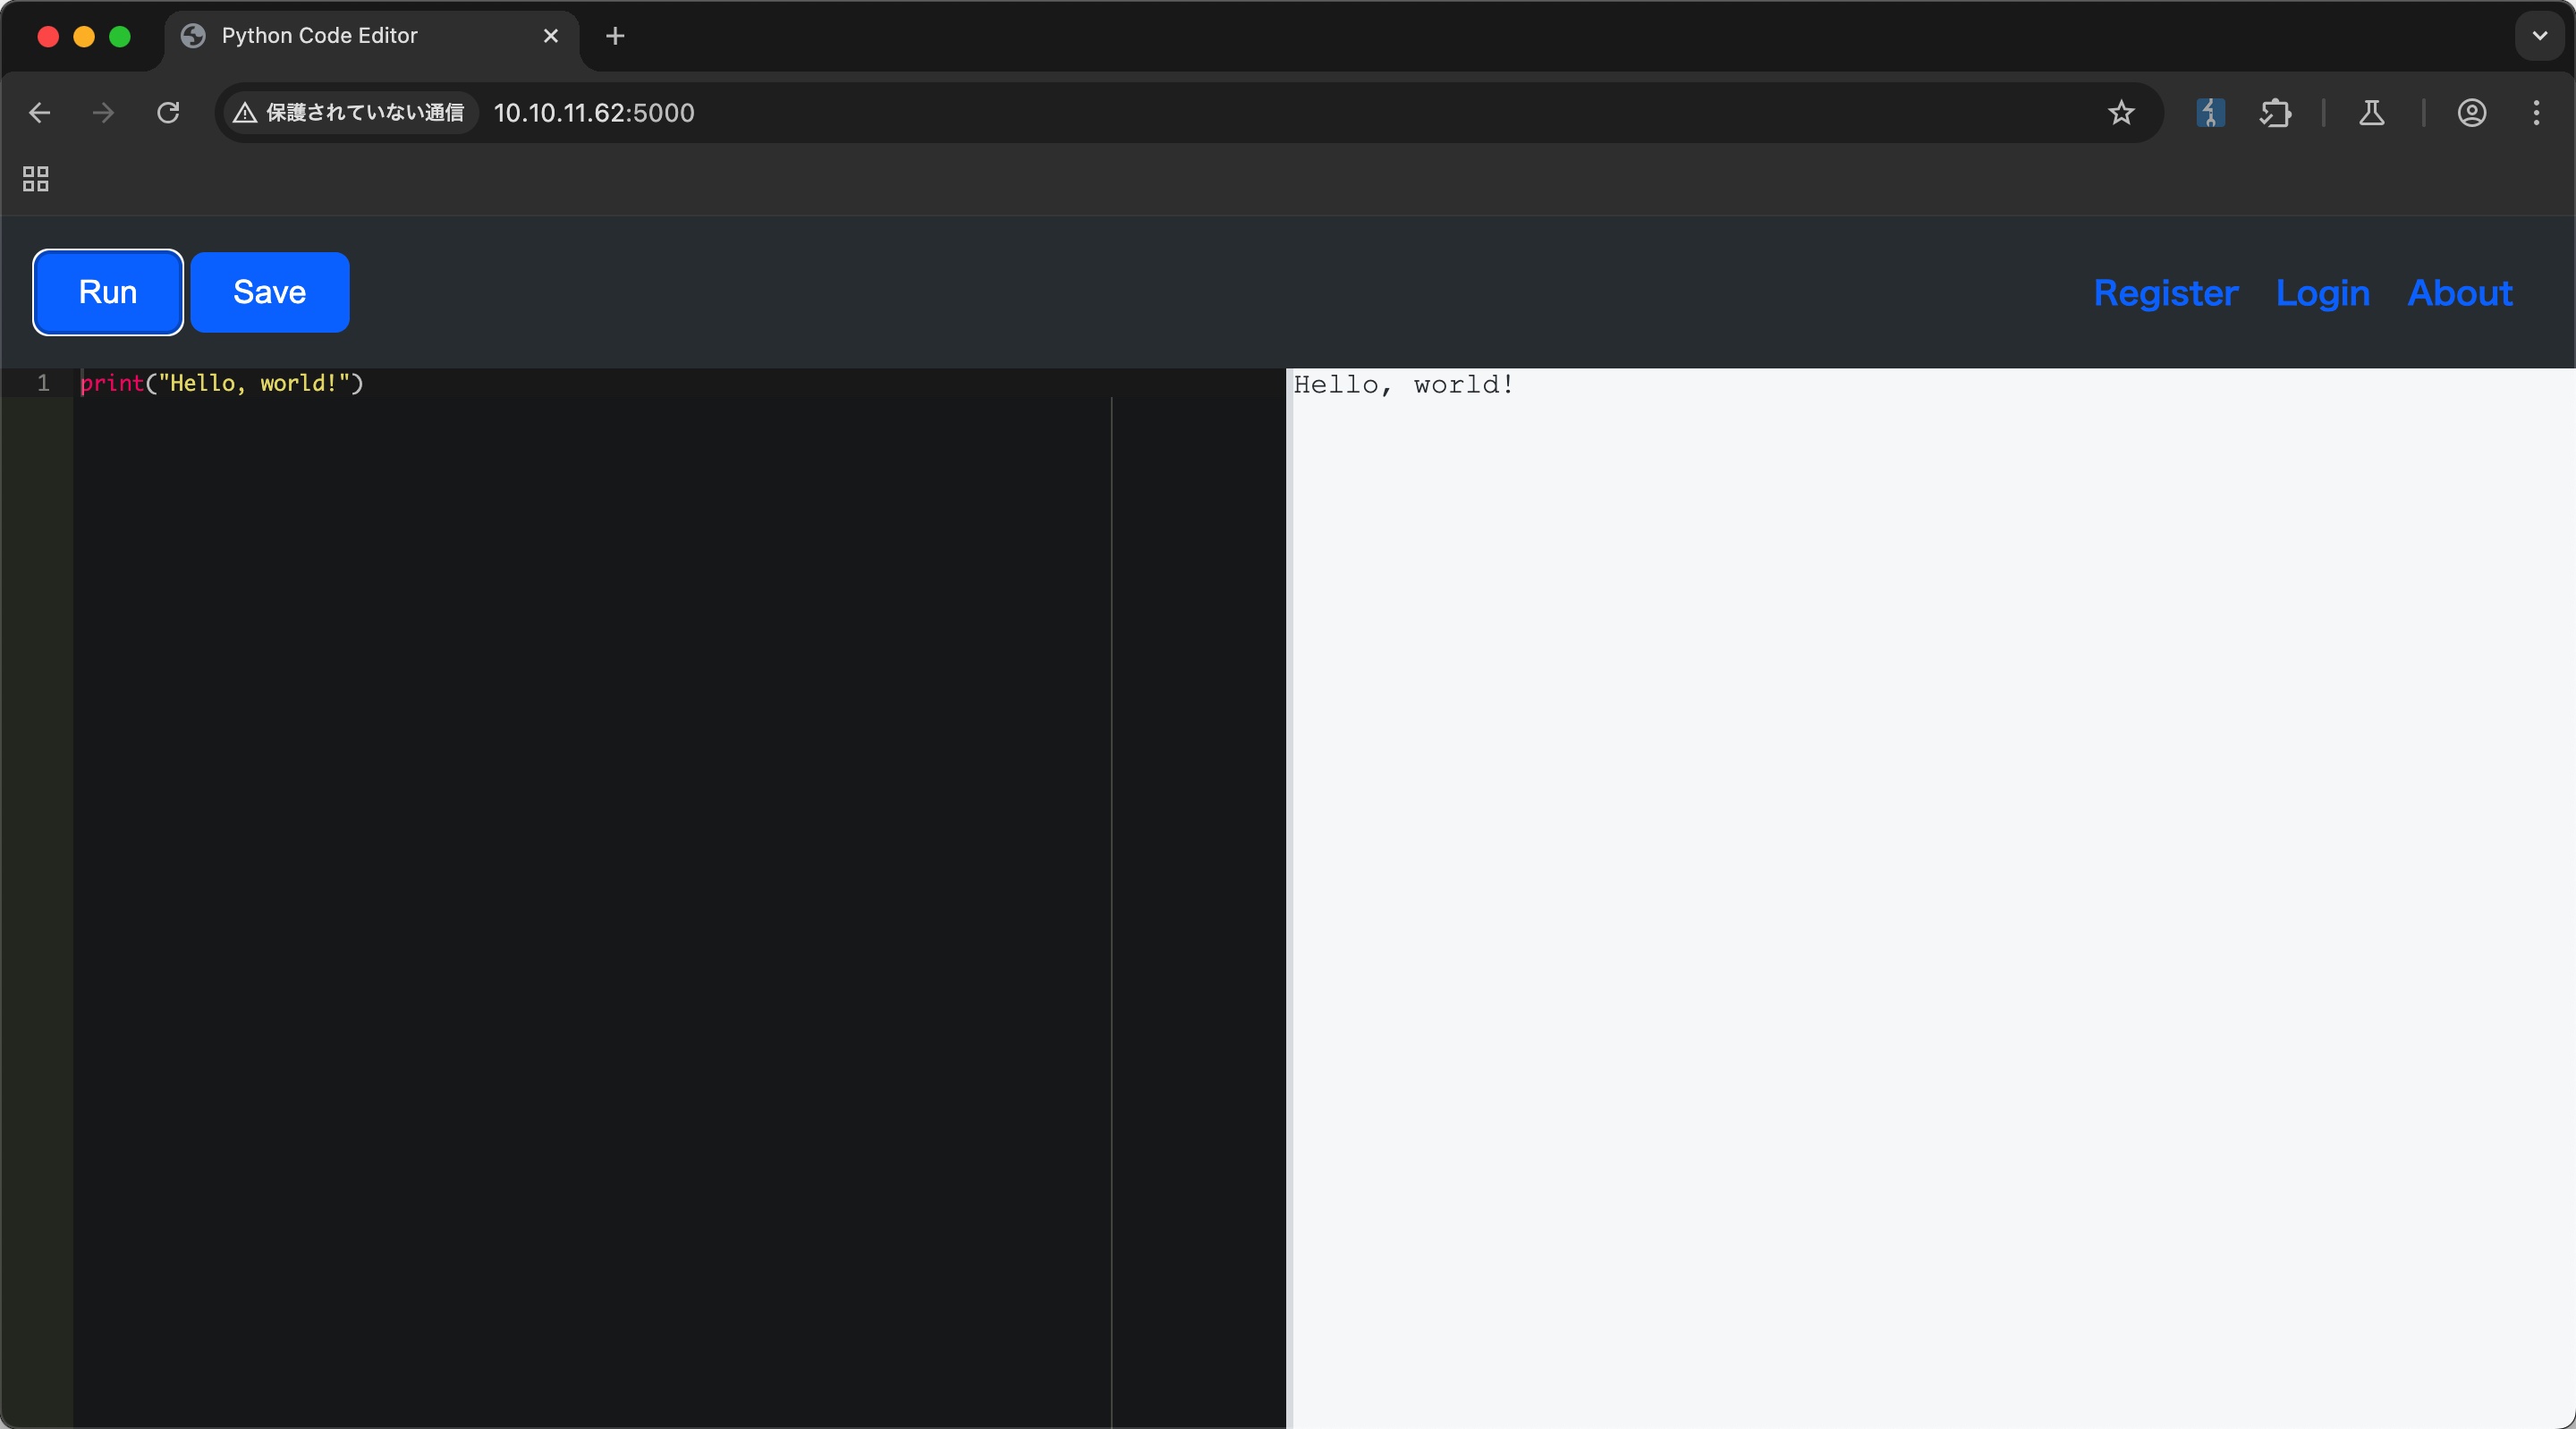 Python Code Editor
保護されていない通信 10.10.11.62:5000
Run Save Register Login About
1 print("Hello, world!")
Hello, world!